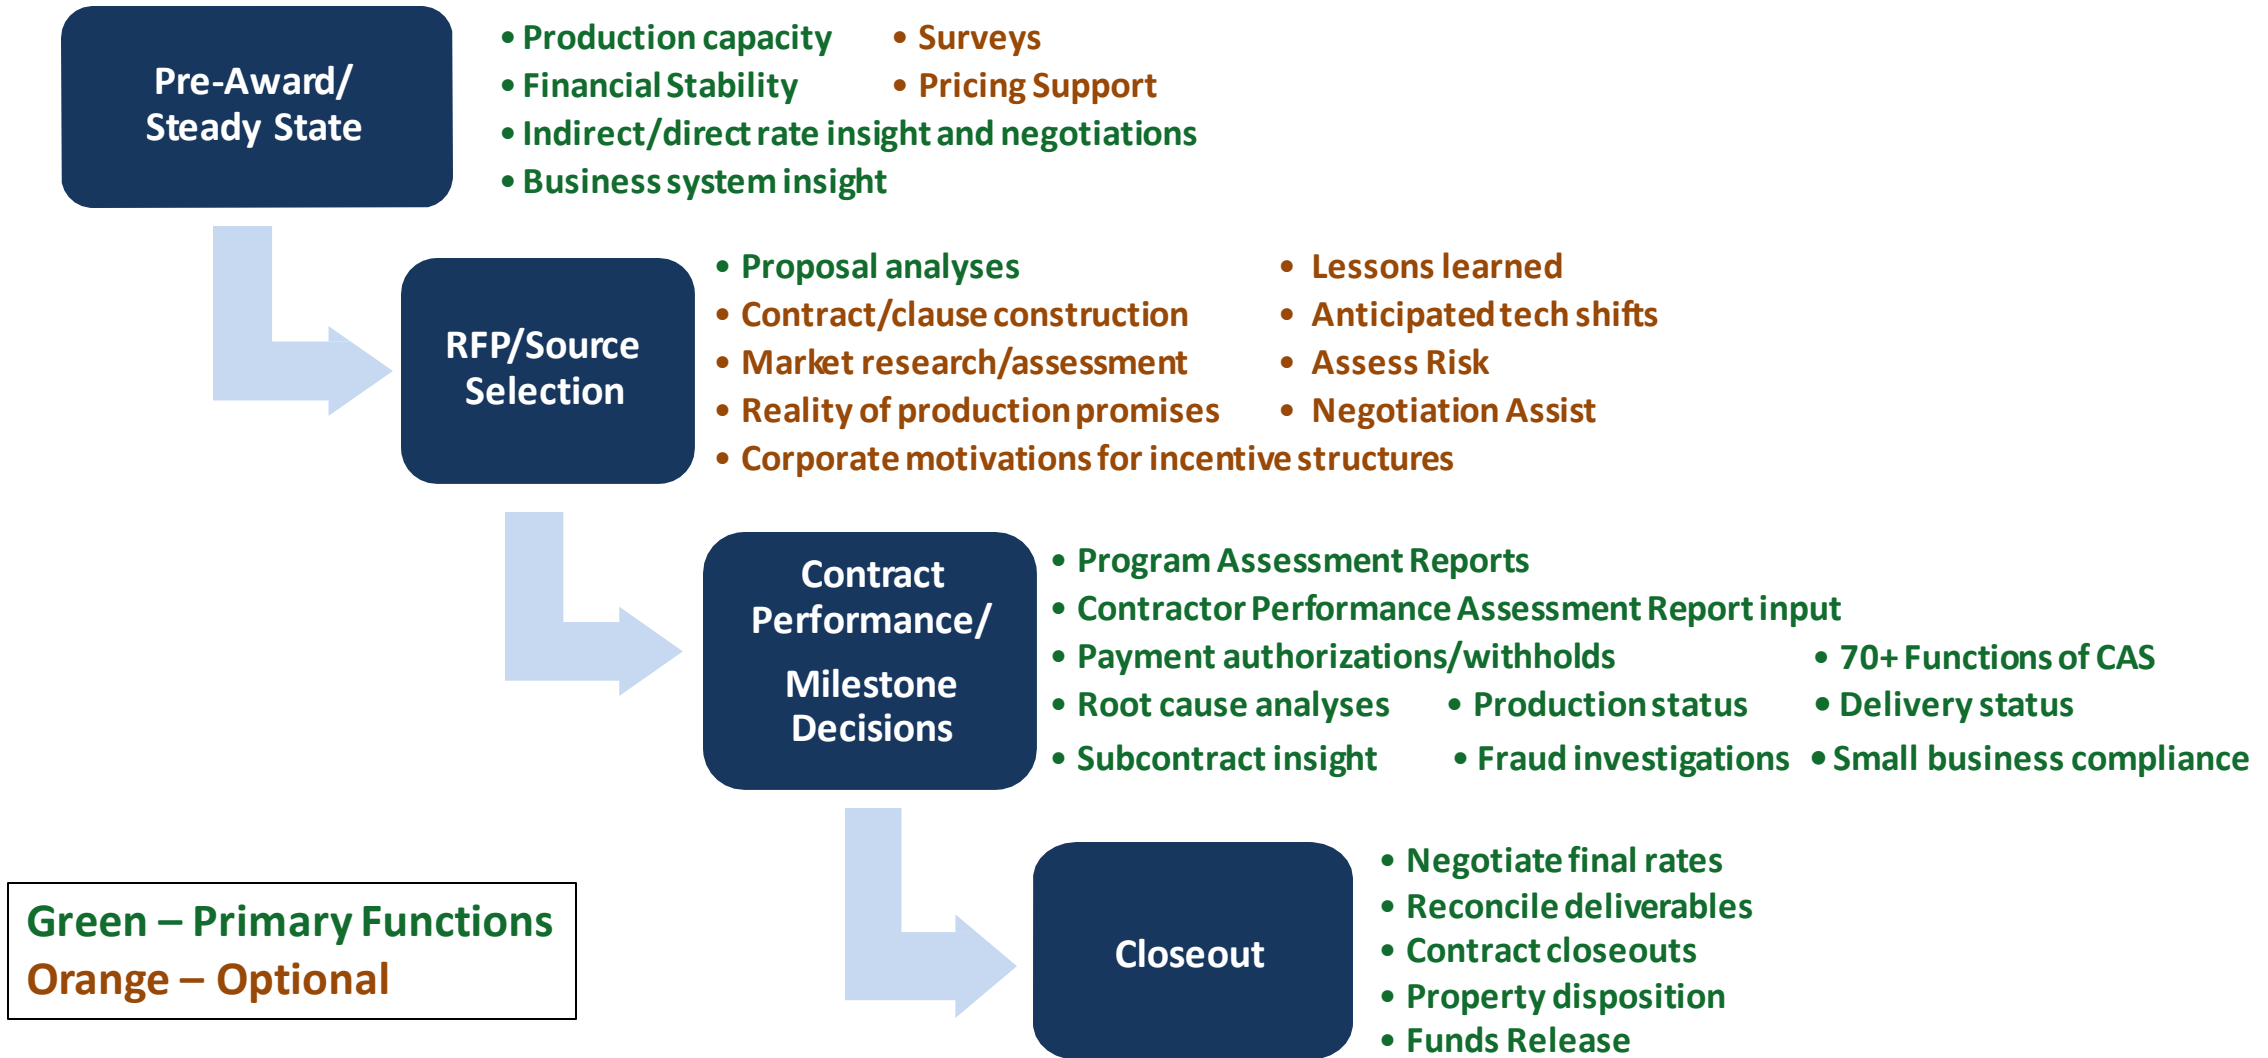 Pre-Award/
Steady State
• Production capacity • Surveys
• Financial Stability • Pricing Support
• Indirect/direct rate insight and negotiations
• Business system insight
RFP/Source
Selection
• Proposal analyses • Lessons learned
• Contract/clause construction • Anticipated tech shifts
• Market research/assessment • Assess Risk
• Reality of production promises • Negotiation Assist
• Corporate motivations for incentive structures
Contract
Performance/
Milestone
Decisions
• Program Assessment Reports
• Contractor Performance Assessment Report input
• Payment authorizations/withholds • 70+ Functions of CAS
• Root cause analyses • Production status • Delivery status
• Subcontract insight • Fraud investigations • Small business compliance
Closeout
• Negotiate final rates
• Reconcile deliverables
• Contract closeouts
• Property disposition
• Funds Release
Green – Primary Functions
Orange – Optional